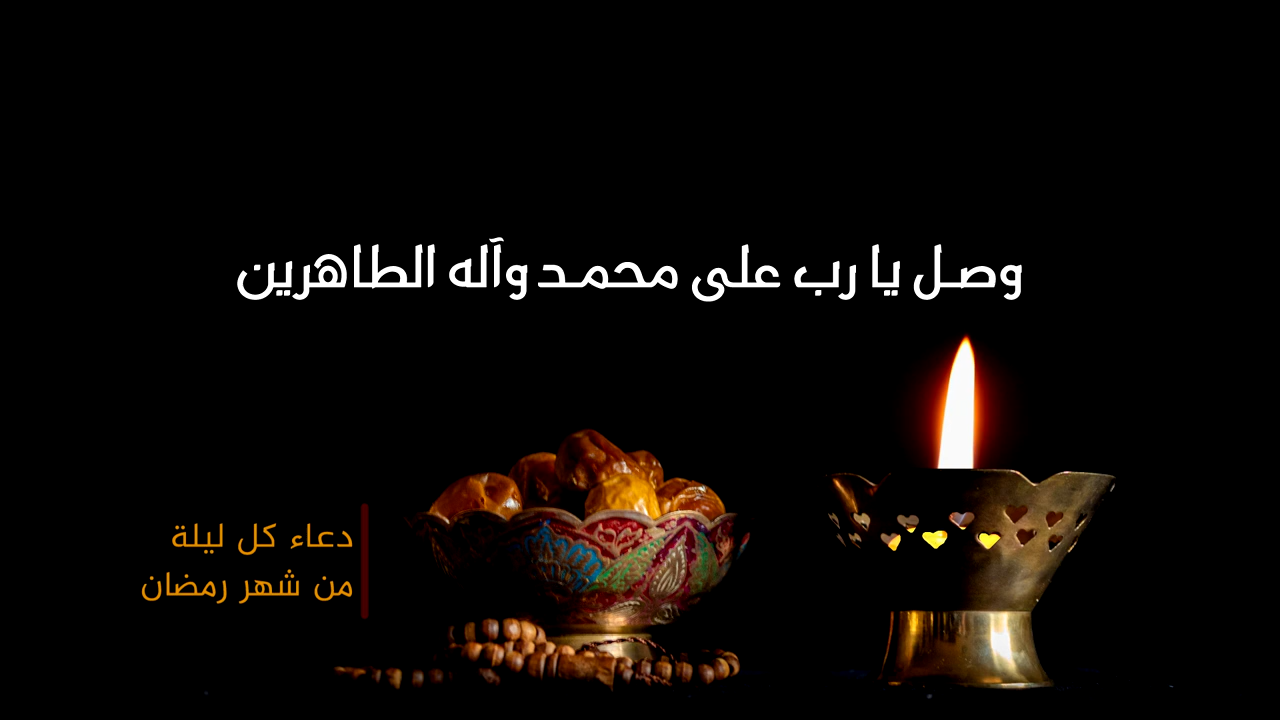 وصل يا رب على محمد وآله الطاهرين
دعاء كل ليلة
من شهر رمضان